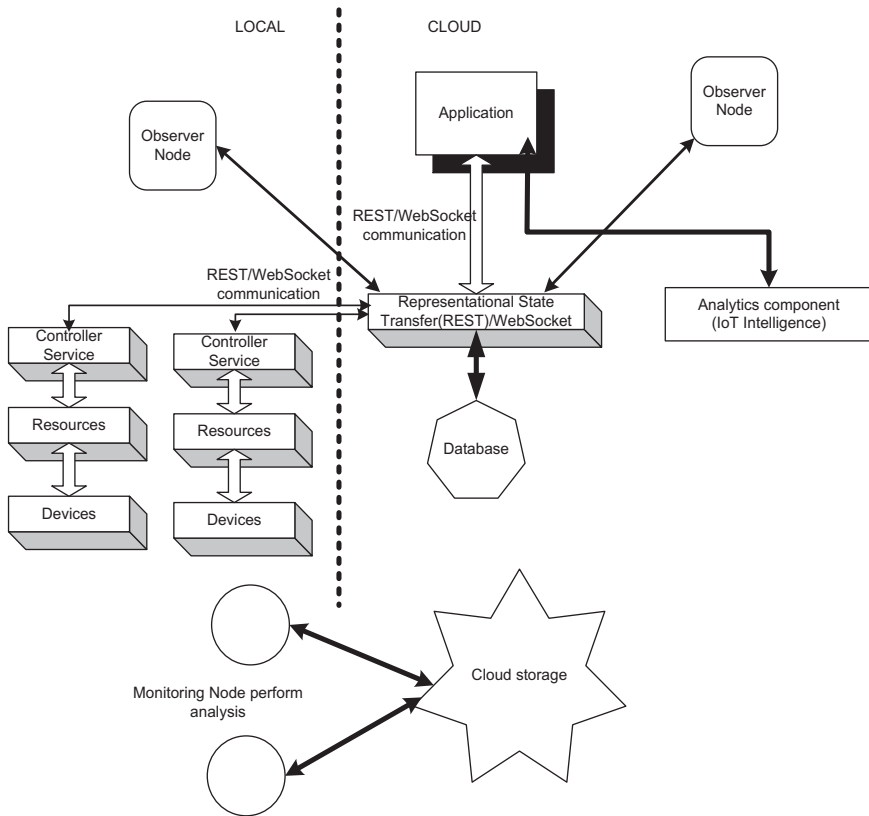 LOCAL
CLOUD
Observer
Node
Application
Observer
Node
REST/WebSocket
communication
REST/WebSocket
communication
Representational State
Transfer(REST)/WebSocket
Analytics component
(IoT Intelligence)
Controller
Service
Controller
Service
Resources
Resources
Database
Devices
Devices
Cloud storage
Monitoring Node perform
analysis